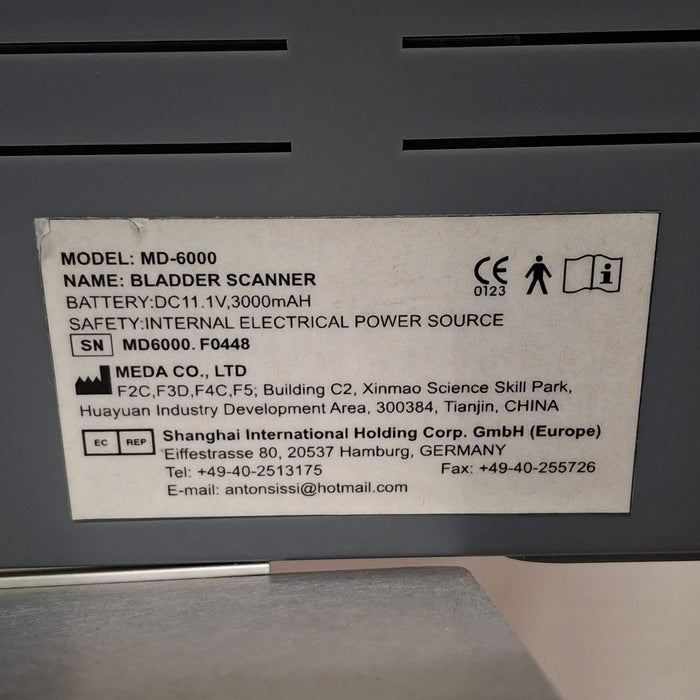 MODEL: MD-6000
NAME: BLADDER SCANNER
BATTERY:DC11.1V,3000mAH
SAFETY:INTERNAL ELECTRICAL POWER SOURCE
SN MD6000.F0448
CE 0123
i
MEDA CO., LTD
F2C,F3D,F4C,F5; Building C2, Xinmao Science Skill Park,
Huayuan Industry Development Area, 300384, Tianjin, CHINA
EC REP Shanghai International Holding Corp. GmbH (Europe)
Eiffestrasse 80, 20537 Hamburg, GERMANY
Tel: +49-40-2513175 Fax: +49-40-255726
E-mail: antonsissi@hotmail.com